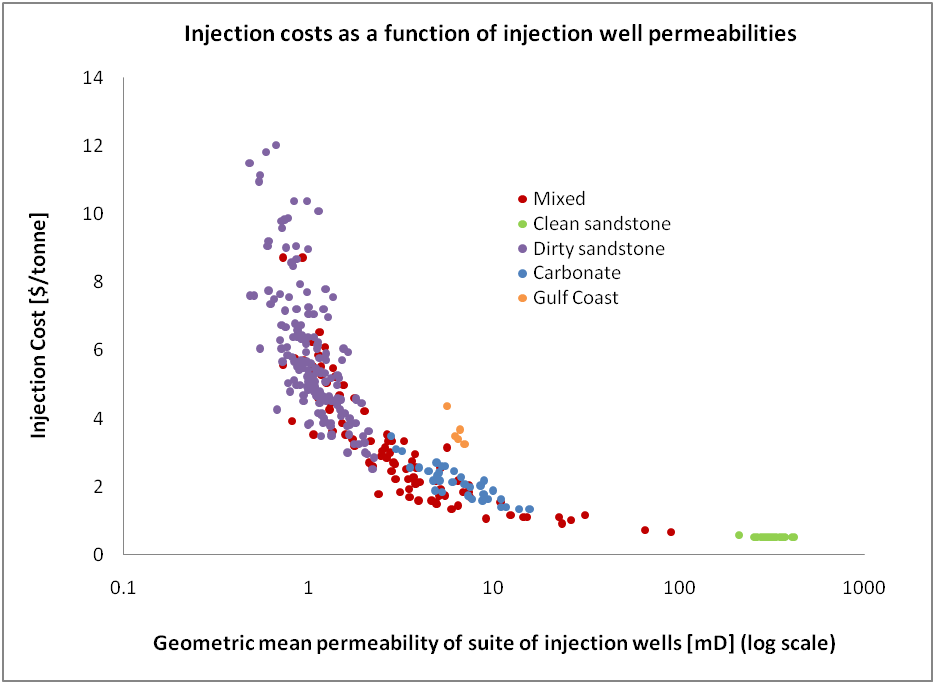 Injection costs as a function of injection well permeabilities
14
12
10
8
6
4
2
0
Injection Cost [$/tonne]
Mixed
Clean sandstone
Dirty sandstone
Carbonate
Gulf Coast
0.1 1 10 100 1000
Geometric mean permeability of suite of injection wells [mD] (log scale)